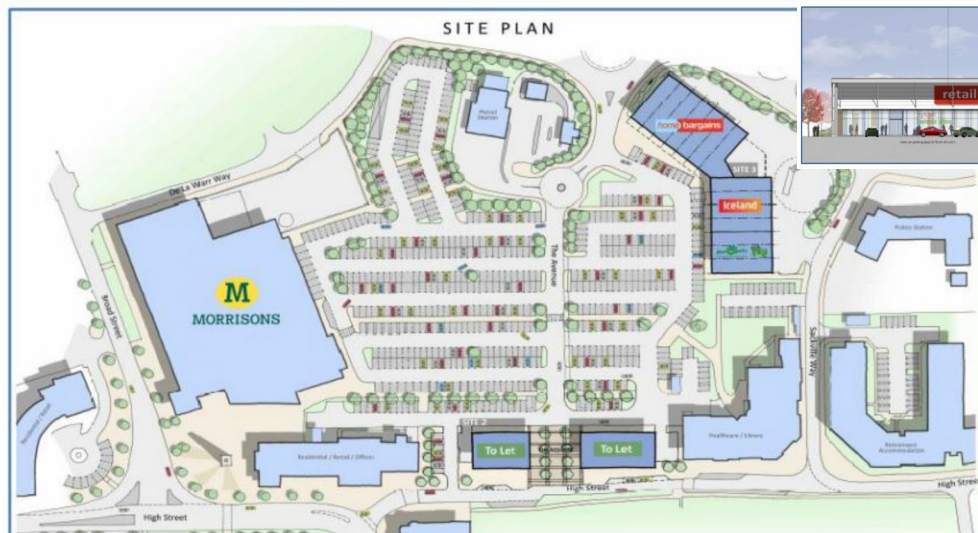 SITE PLAN
retail
Petrol Station
home bargains
SITE 3
De La Warr Way
Iceland
Police Station
The Avenue
M
MORRISONS
Broad Street
Sackville Way
Residential / Retail / Offices
To Let
To Let
Healthcare / Library
Retirement Accommodation
High Street
High Street
High Street